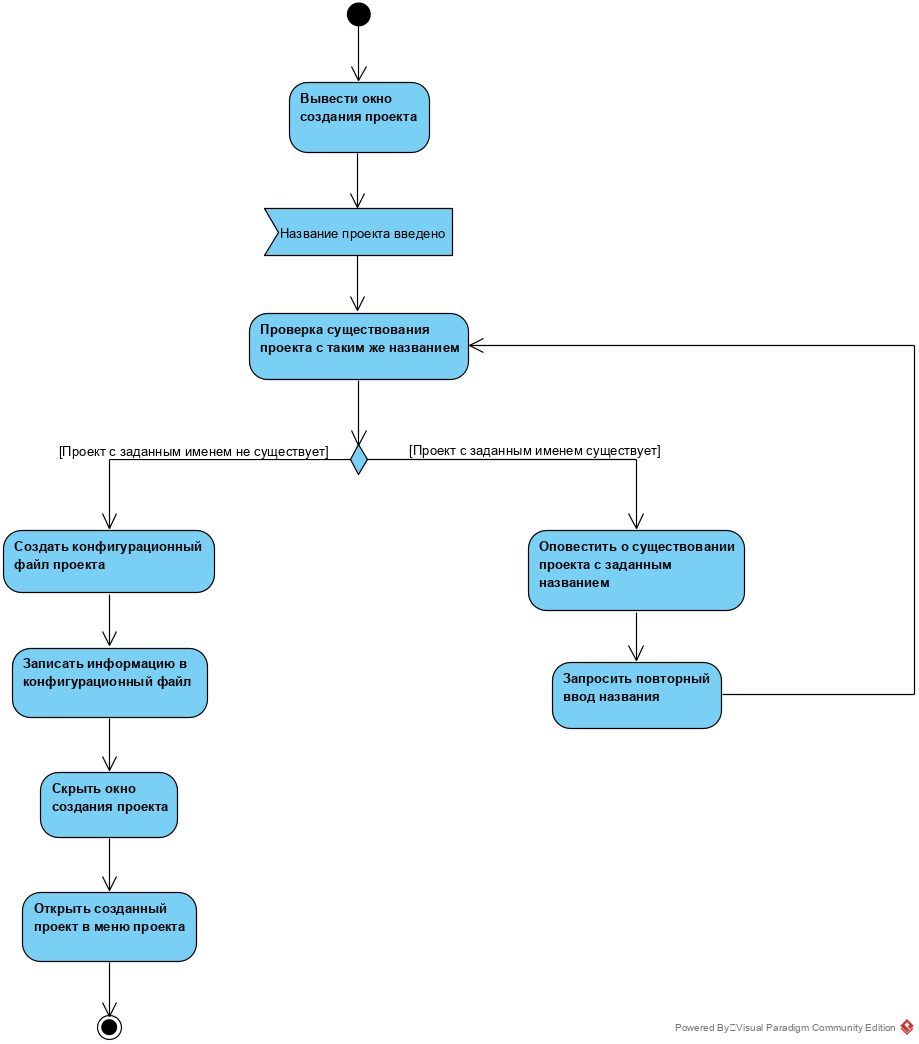 Вывести окно
создания проекта
Название проекта введено
Проверка существования
проекта с таким же названием
[Проект с заданным именем не существует]
[Проект с заданным именем существует]
Создать конфигурационный
файл проекта
Оповестить о существовании
проекта с заданным
названием
Записать информацию в
конфигурационный файл
Запросить повторный
ввод названия
Скрыть окно
создания проекта
Открыть созданный
проект в меню проекта
Powered By Visual Paradigm Community Edition